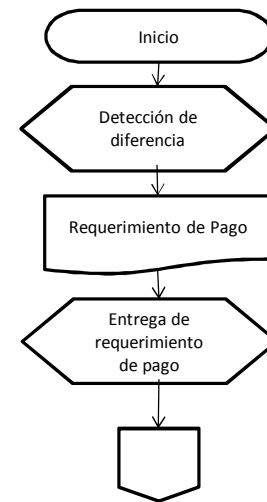 Inicio
Detección de
diferencia
Requerimiento de Pago
Entrega de
requerimiento
de pago